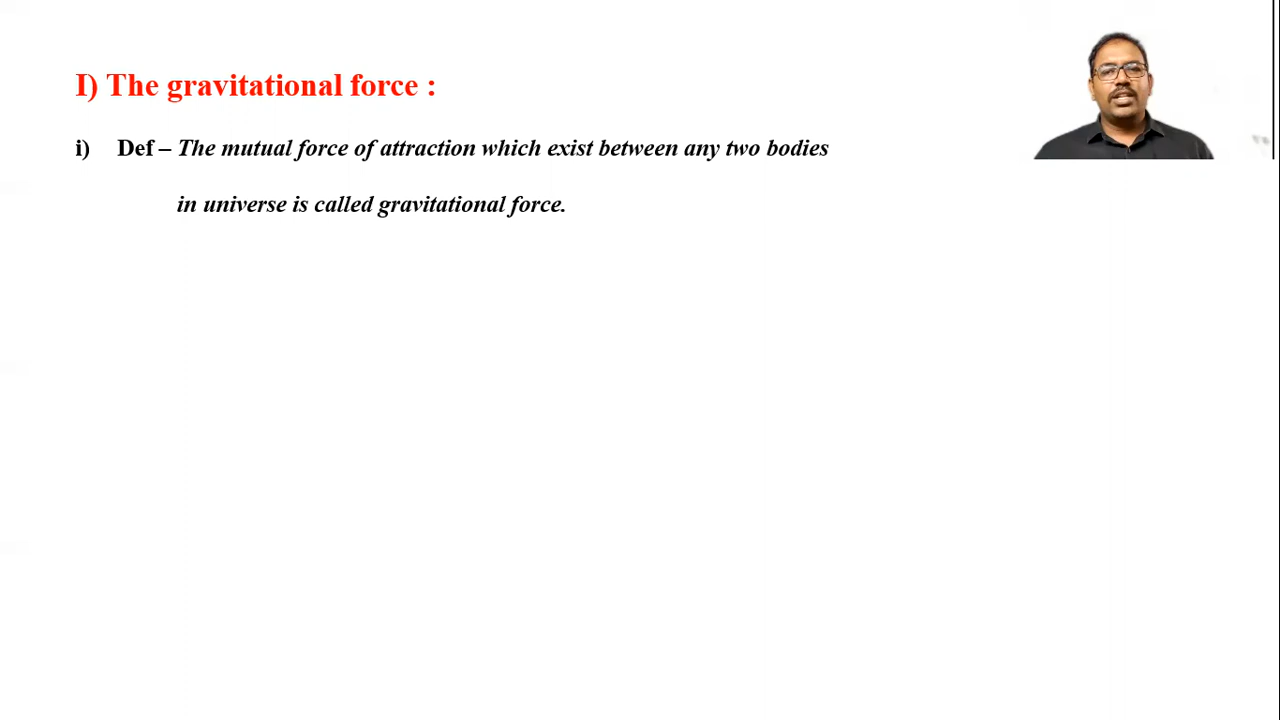 I) The gravitational force :
i) Def – The mutual force of attraction which exist between any two bodies
in universe is called gravitational force.